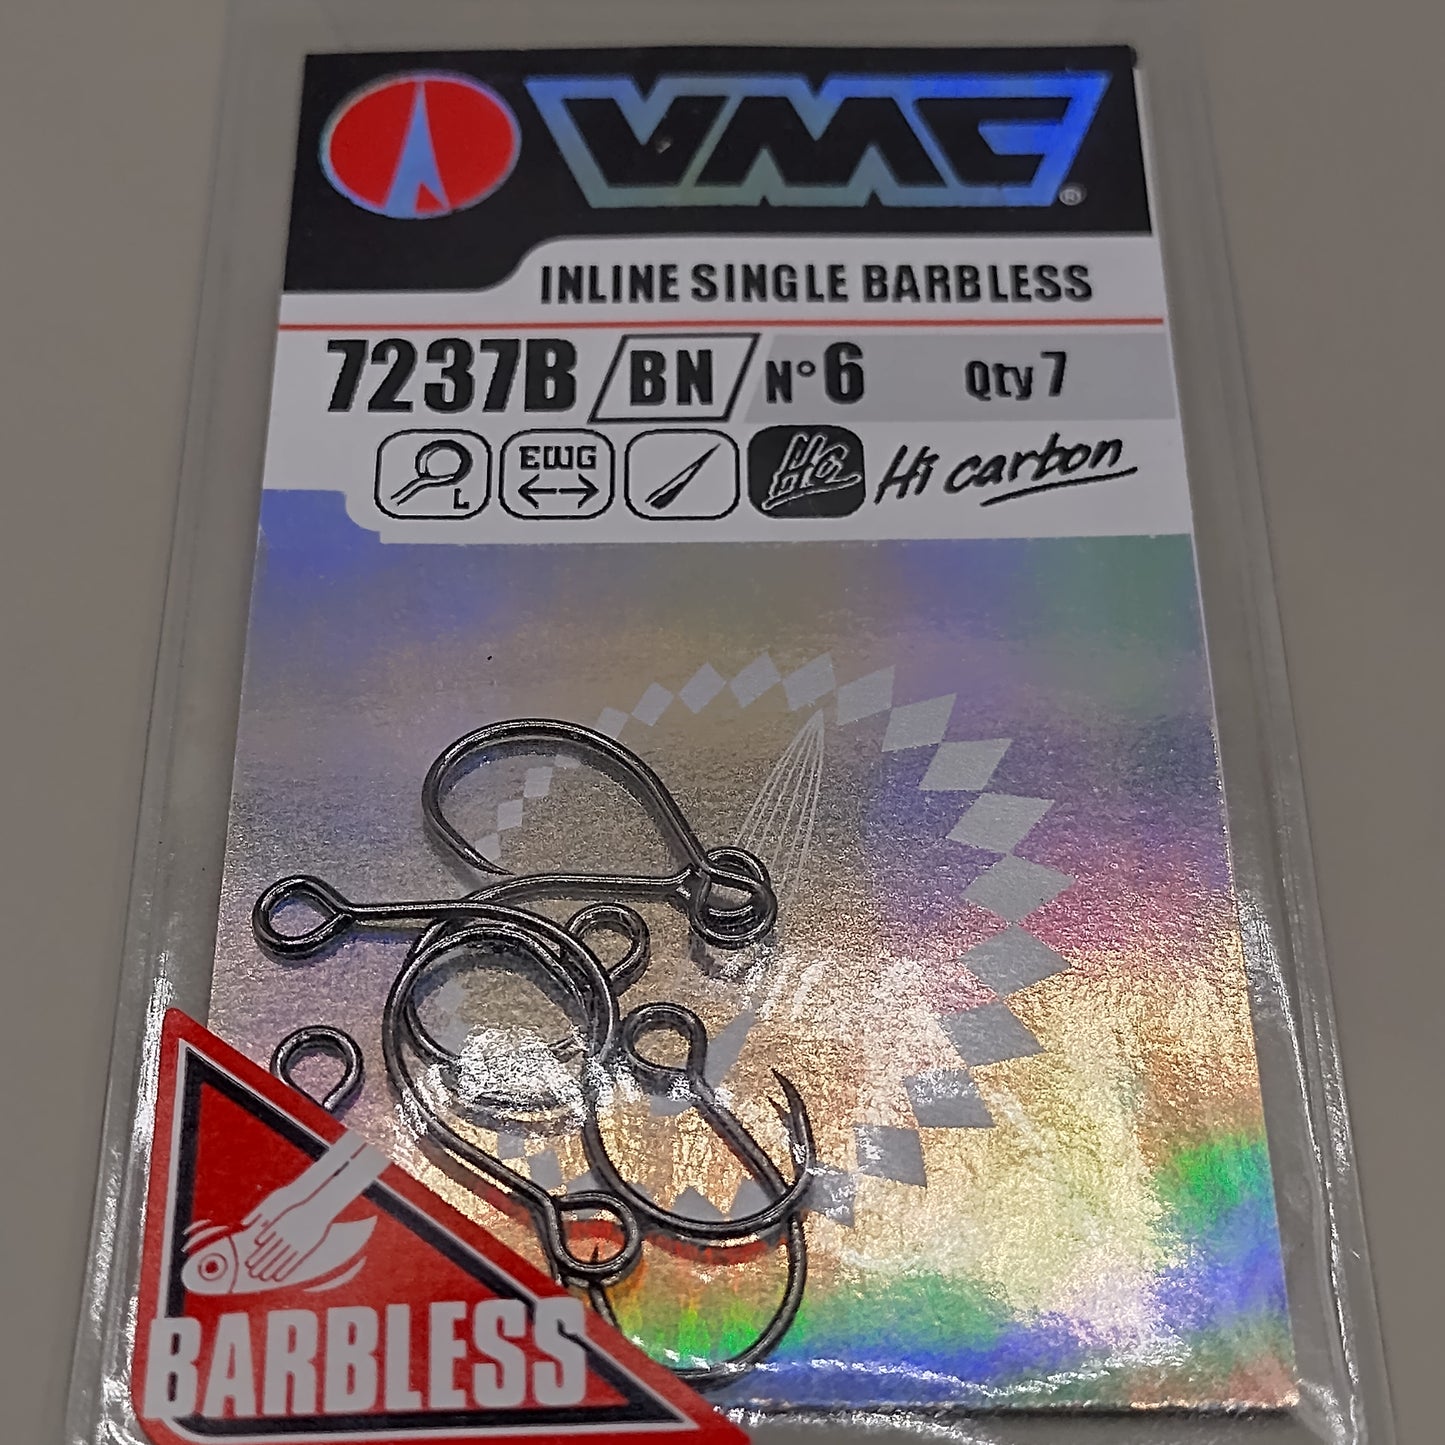 VMC®
INLINE SINGLE BARBLESS
7237B BN N° 6 Qty 7
L EWG Hi carbon
BARBLESS